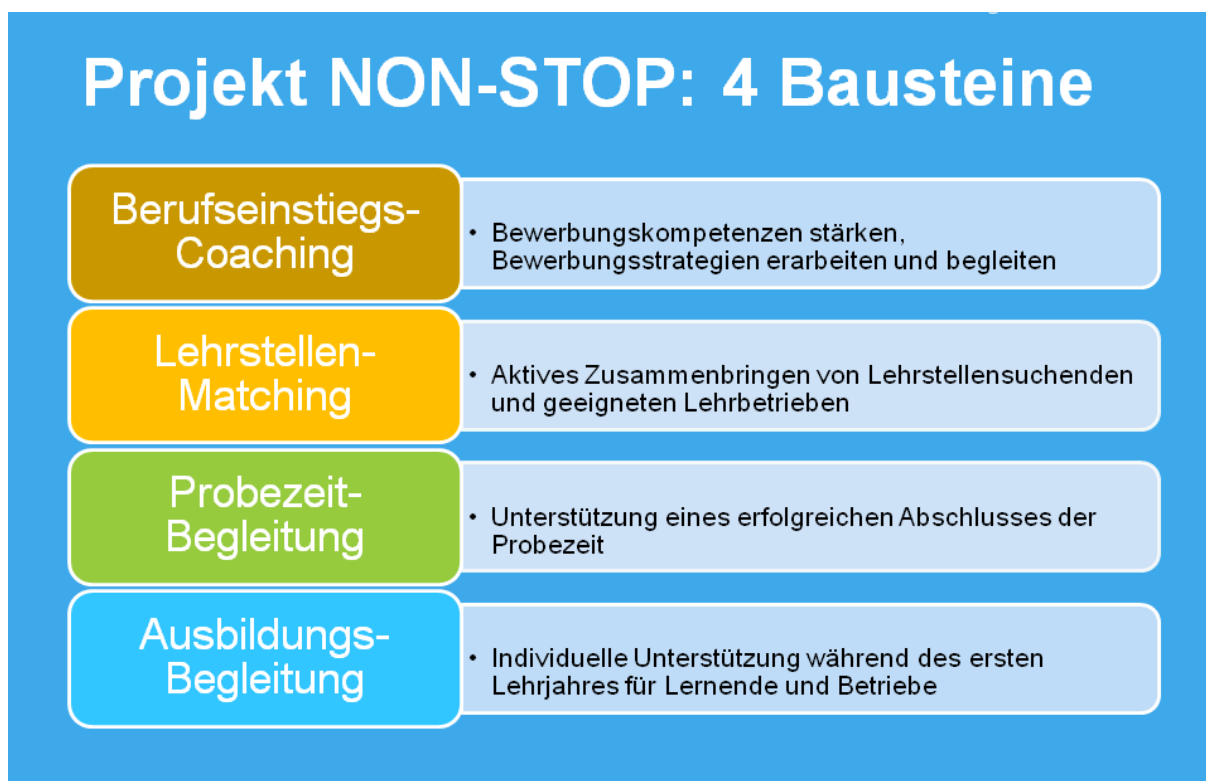 Projekt NON-STOP: 4 Bausteine
Berufseinstiegs-
Coaching
• Bewerbungskompetenzen stärken,
Bewerbungsstrategien erarbeiten und begleiten
Lehrstellen-
Matching
• Aktives Zusammenbringen von Lehrstellensuchenden
und geeigneten Lehrbetrieben
Probezeit-
Begleitung
• Unterstützung eines erfolgreichen Abschlusses der
Probezeit
Ausbildungs-
Begleitung
• Individuelle Unterstützung während des ersten
Lehrjahres für Lernende und Betriebe